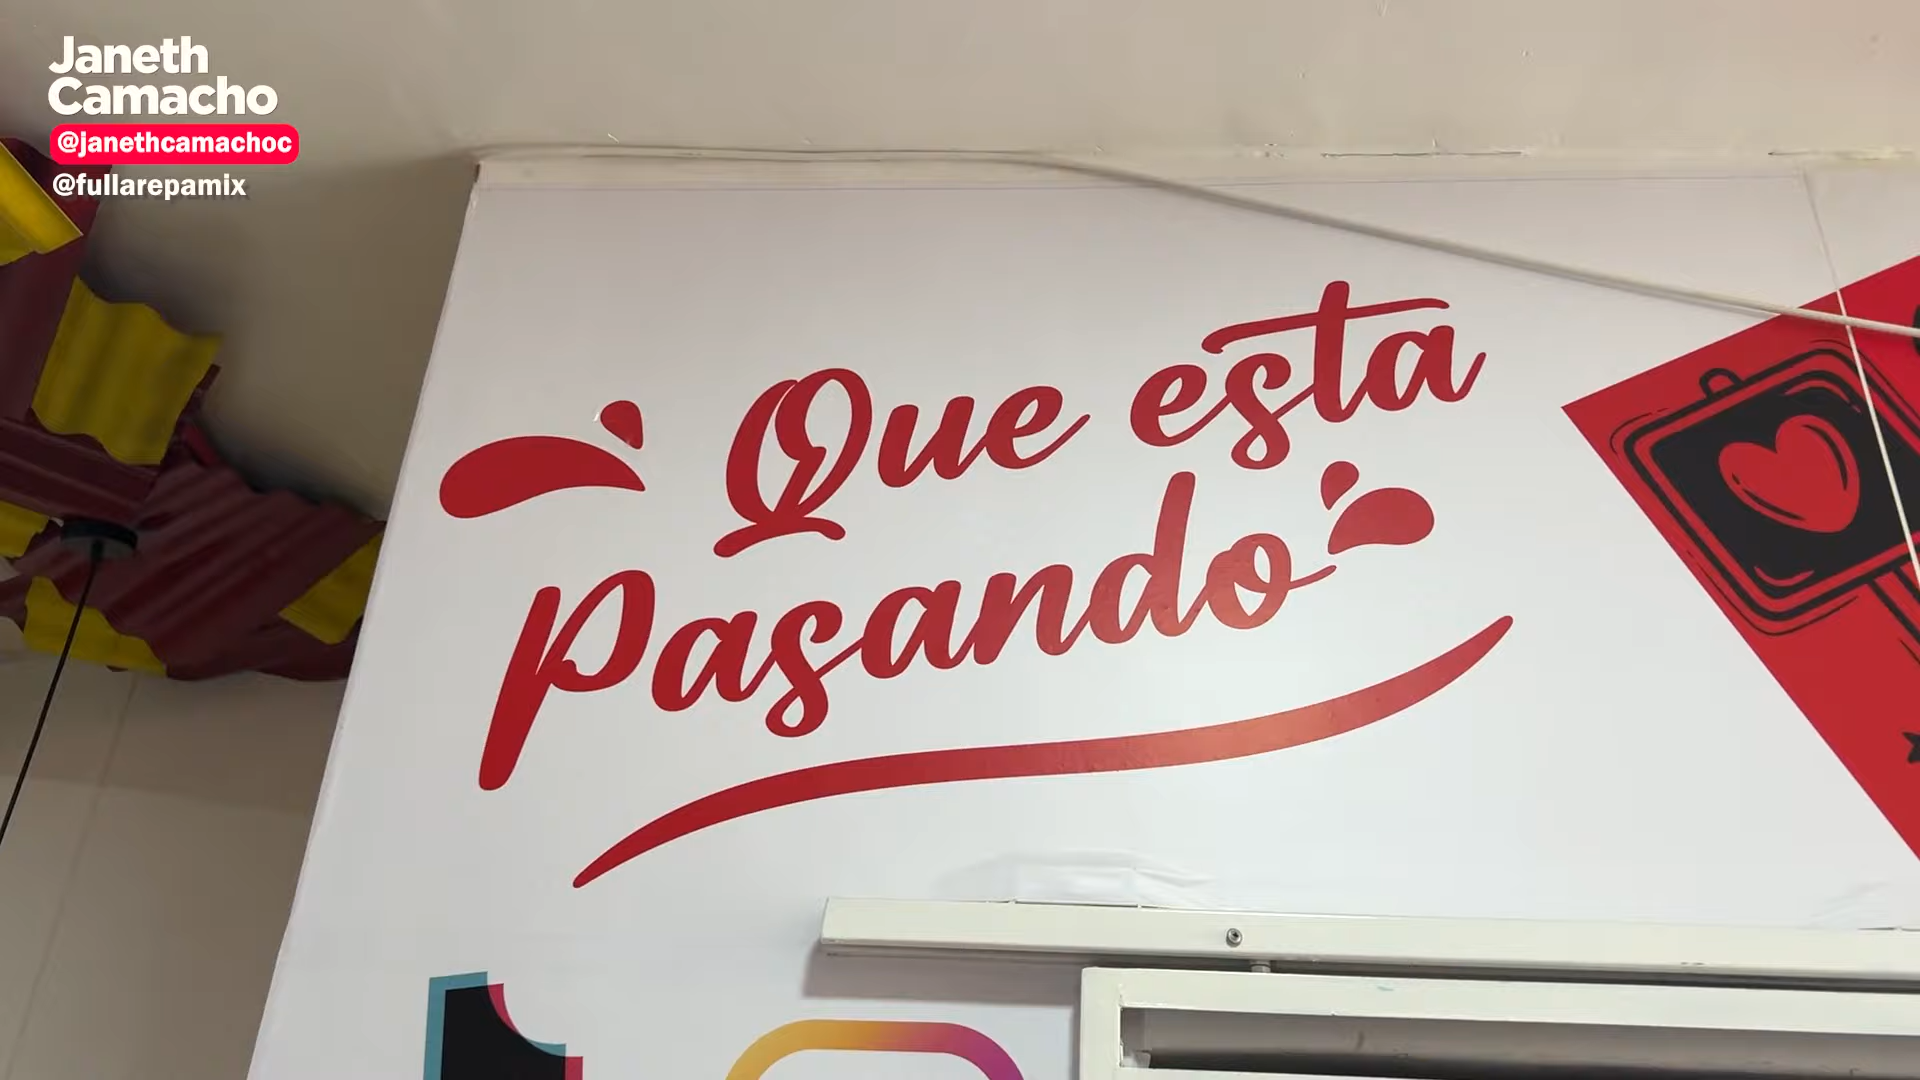 Janeth
Camacho
@janethcamachoc
@fullarepamix
Que esta
Pasando